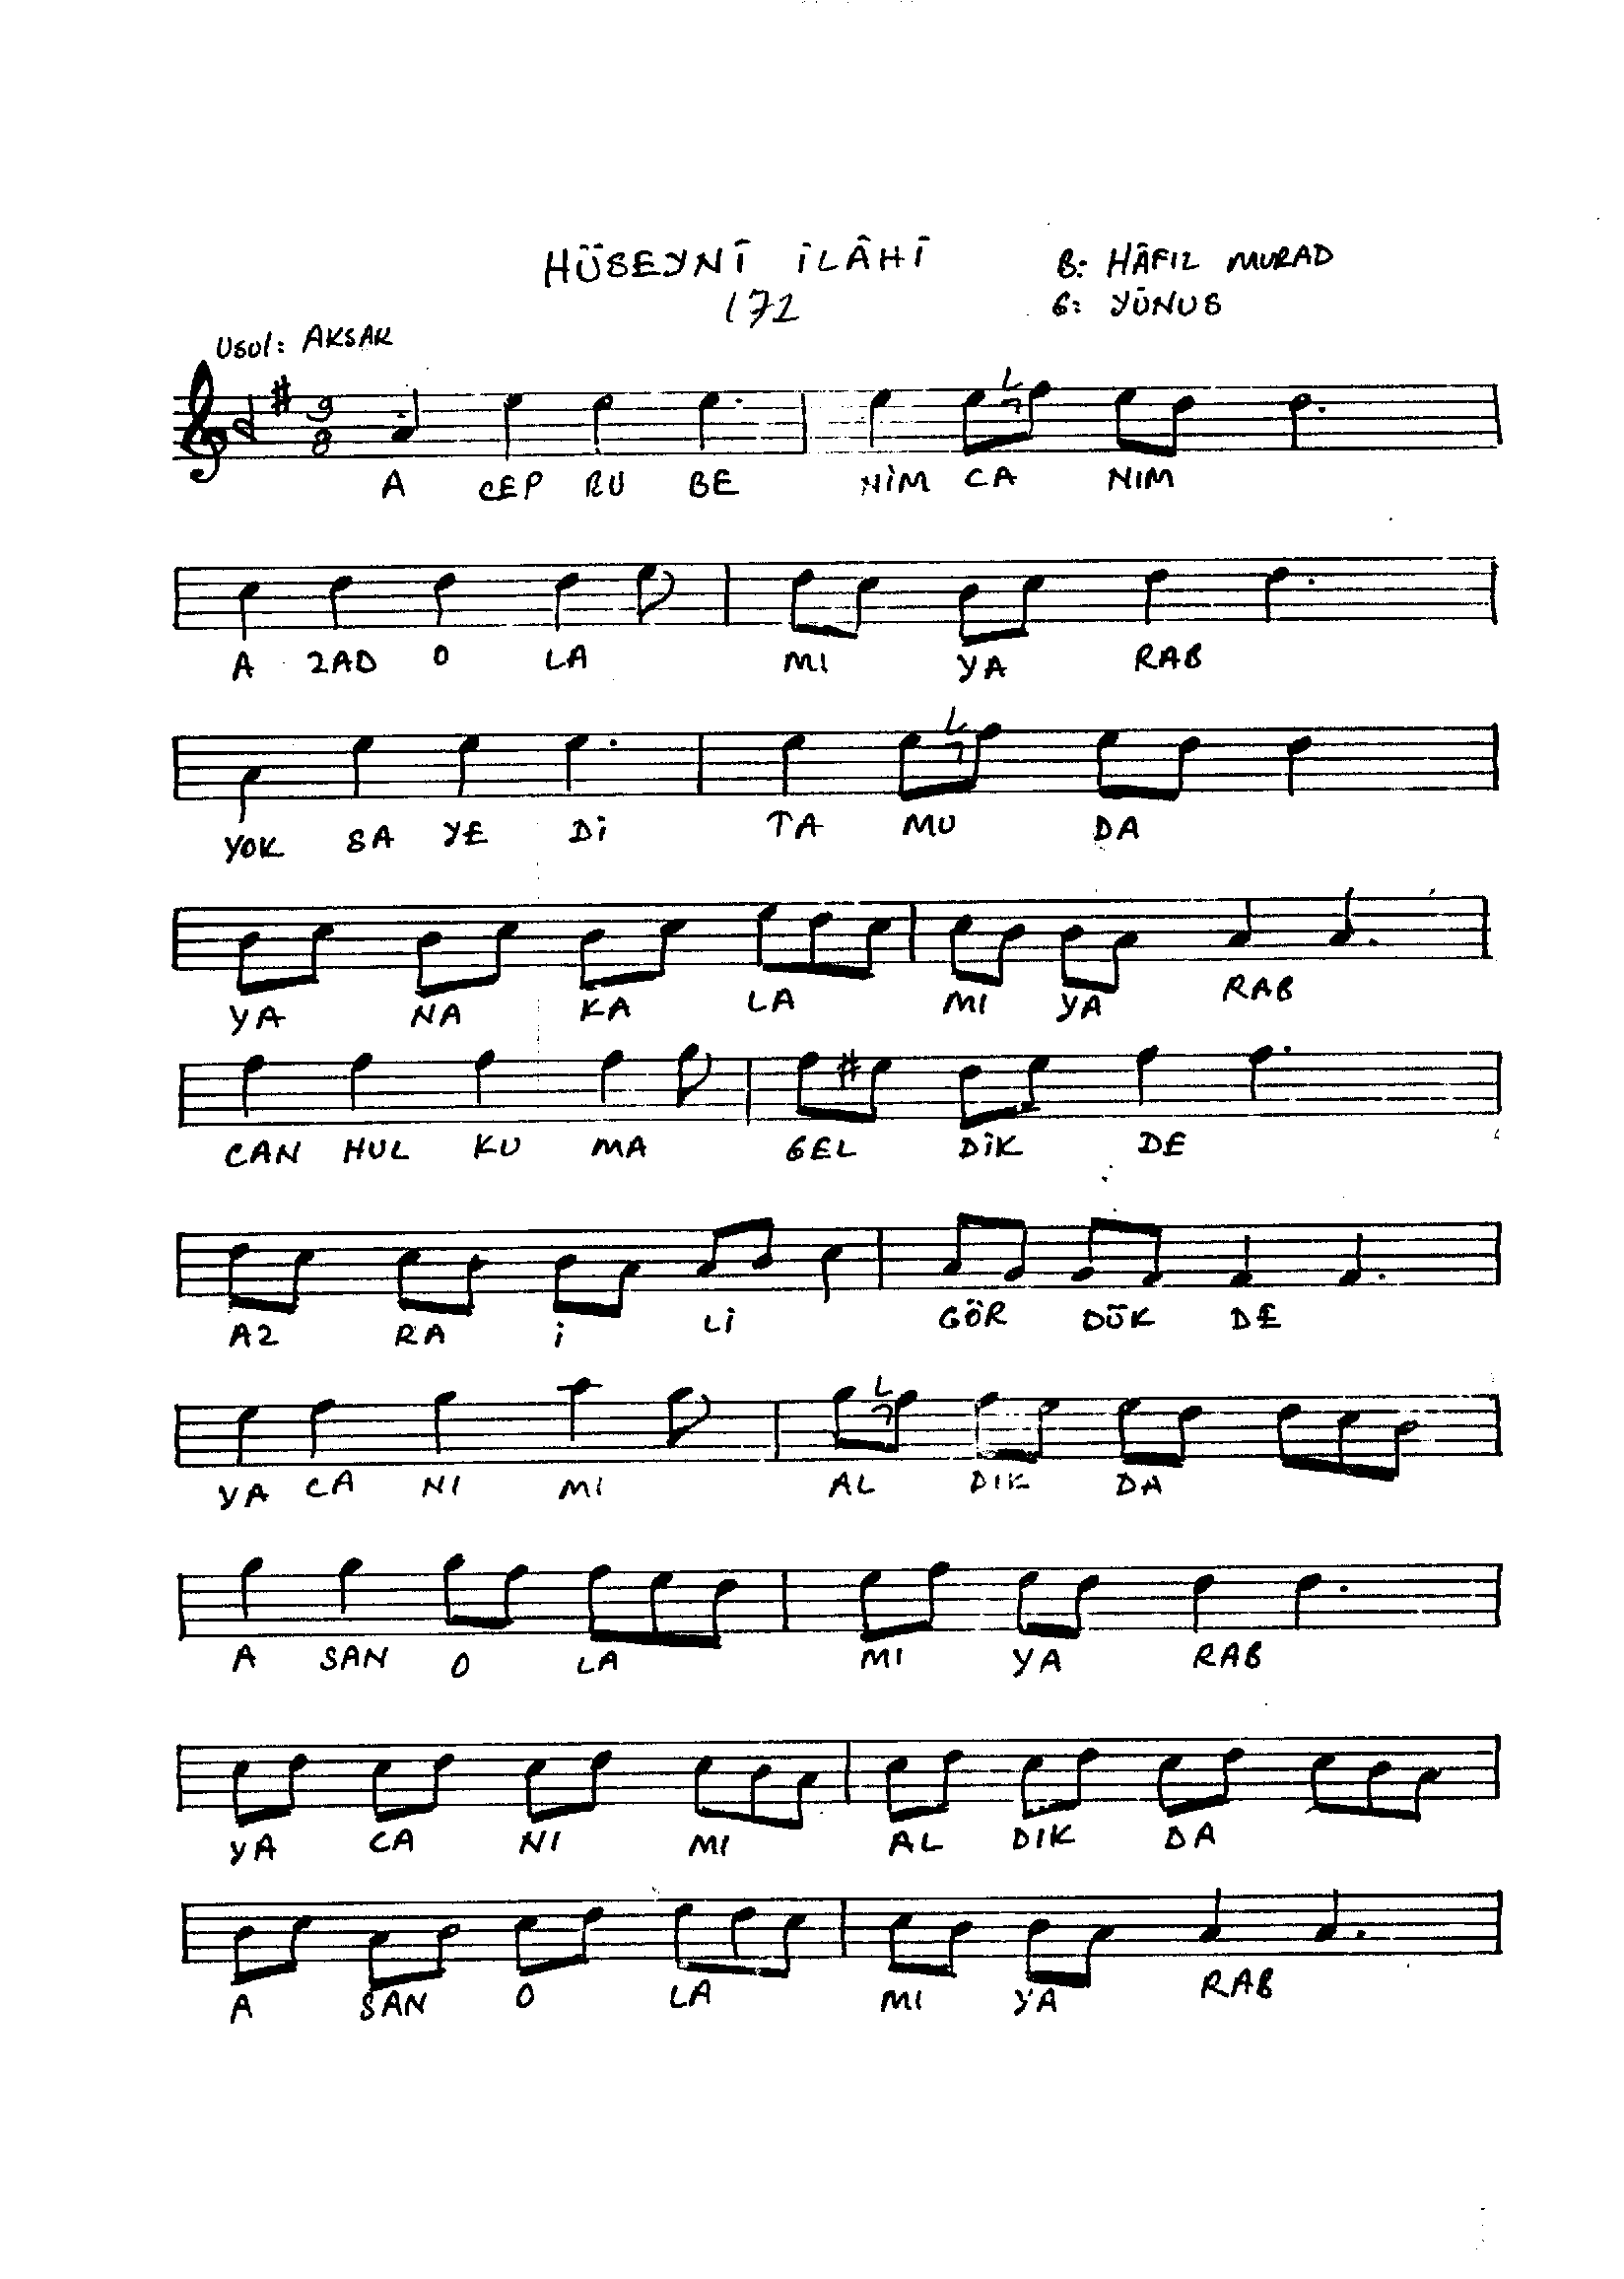 HÜSEYNÎ İLÂHİ B: HÂFIZ MURAD
172 G: YÛNUS
Usul: AKSAK
9
8
A CEP BU BE NİM CA NIM
A ZAD O LA MI YA RAB
YOK SA YE Dİ TA MU DA
YA NA KA LA MI YA RAB
CAN HUL KU MA GEL DİK DE
AZ RA İ Lİ GÖR DÜK DE
YA CA NI MI AL DIK DA
A SAN O LA MI YA RAB
YA CA NI MI AL DIK DA
A SAN O LA MI YA RAB